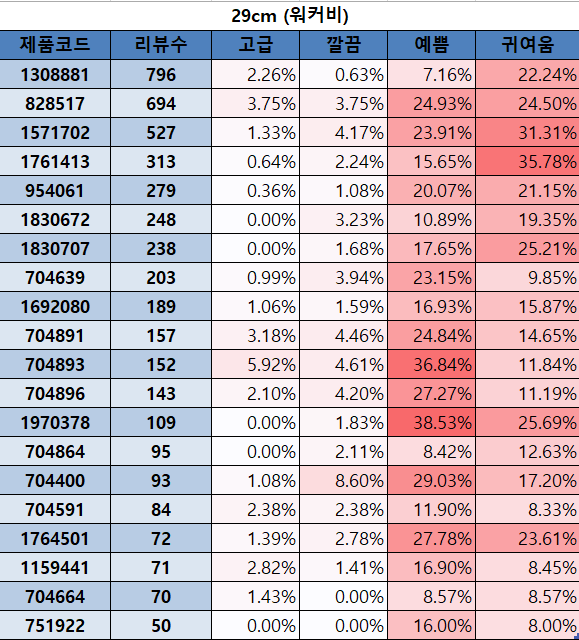 29cm (워커비)
제품코드 리뷰수 고급 깔끔 예쁨 귀여움
1308881 796 2.26% 0.63% 7.16% 22.24%
828517 694 3.75% 3.75% 24.93% 24.50%
1571702 527 1.33% 4.17% 23.91% 31.31%
1761413 313 0.64% 2.24% 15.65% 35.78%
954061 279 0.36% 1.08% 20.07% 21.15%
1830672 248 0.00% 3.23% 10.89% 19.35%
1830707 238 0.00% 1.68% 17.65% 25.21%
704639 203 0.99% 3.94% 23.15% 9.85%
1692080 189 1.06% 1.59% 16.93% 15.87%
704891 157 3.18% 4.46% 24.84% 14.65%
704893 152 5.92% 4.61% 36.84% 11.84%
704896 143 2.10% 4.20% 27.27% 11.19%
1970378 109 0.00% 1.83% 38.53% 25.69%
704864 95 0.00% 2.11% 8.42% 12.63%
704400 93 1.08% 8.60% 29.03% 17.20%
704591 84 2.38% 2.38% 11.90% 8.33%
1764501 72 1.39% 2.78% 27.78% 23.61%
1159441 71 2.82% 1.41% 16.90% 8.45%
704664 70 1.43% 0.00% 8.57% 8.57%
751922 50 0.00% 0.00% 16.00% 8.00%